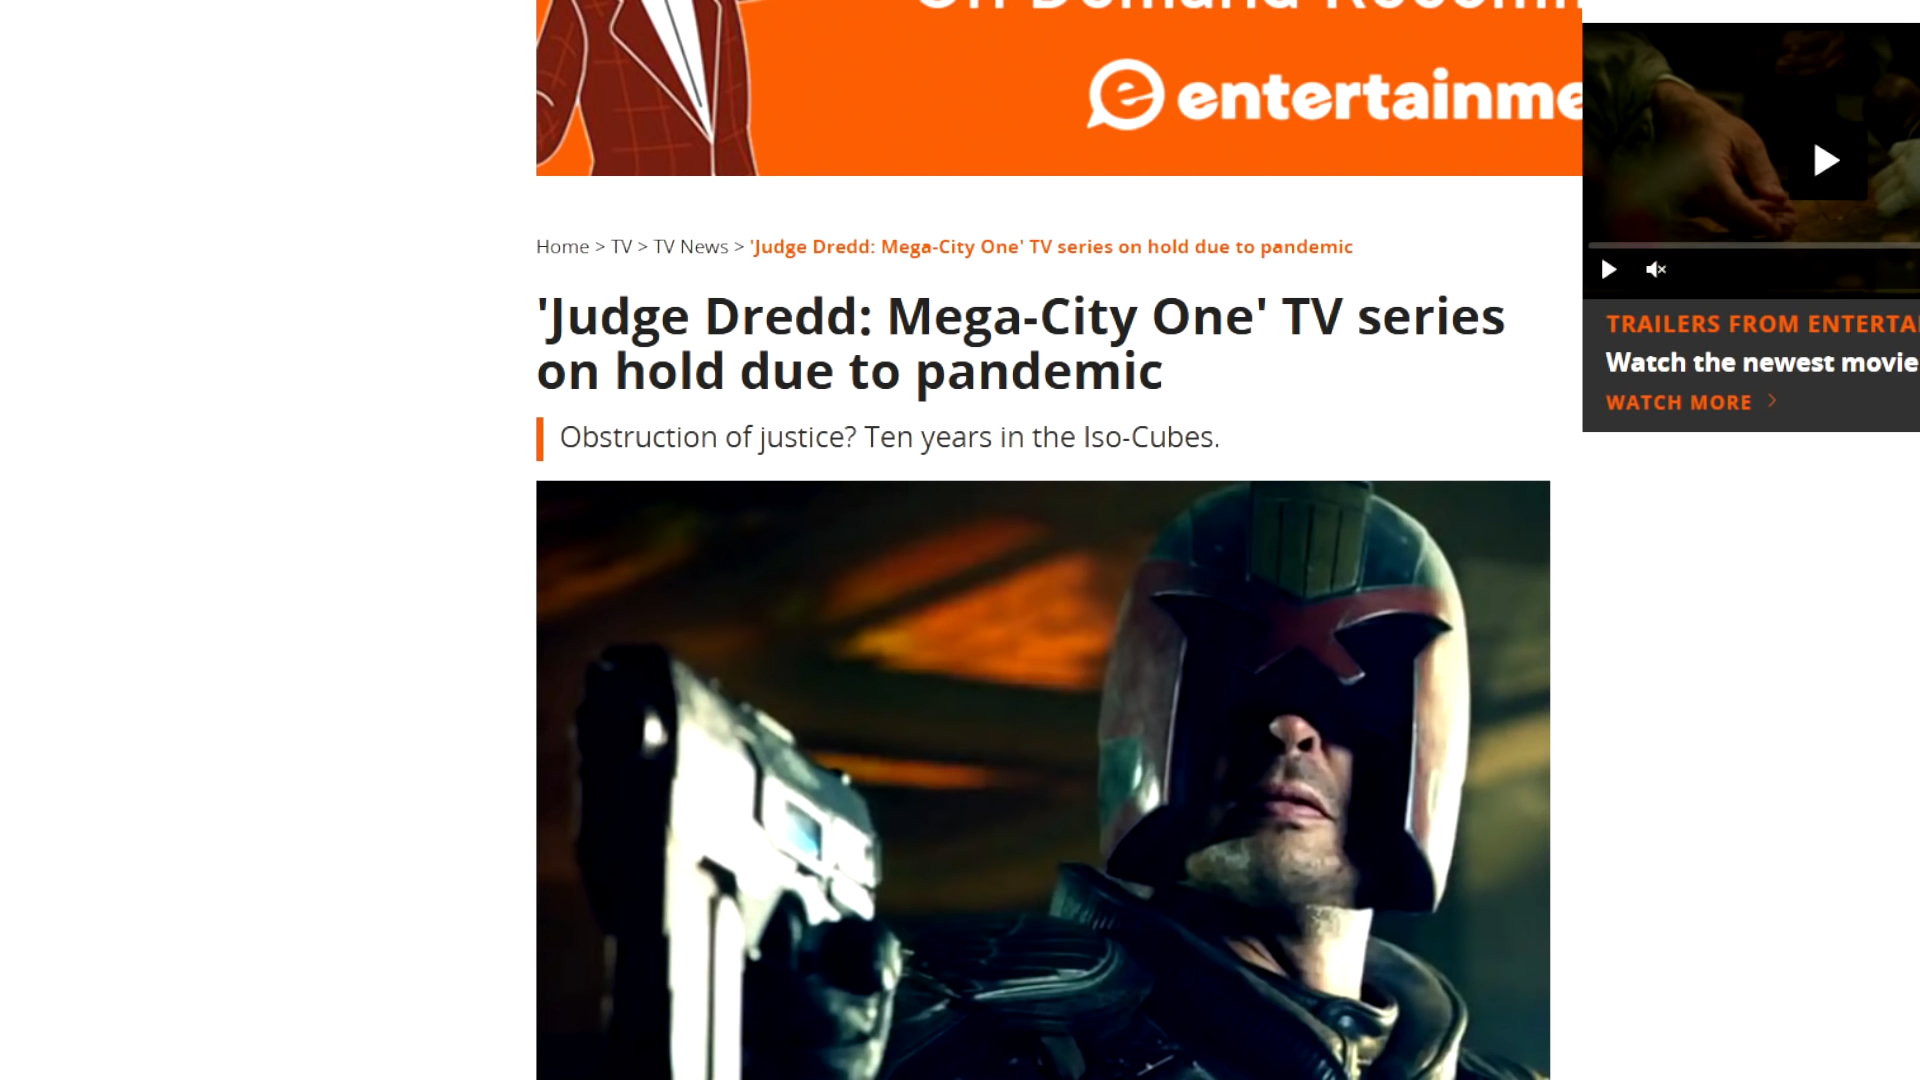 entertainme
Home > TV > TV News > 'Judge Dredd: Mega-City One' TV series on hold due to pandemic
'Judge Dredd: Mega-City One' TV series
on hold due to pandemic
Obstruction of justice? Ten years in the Iso-Cubes.
TRAILERS FROM ENTERTAI
Watch the newest movie
WATCH MORE >